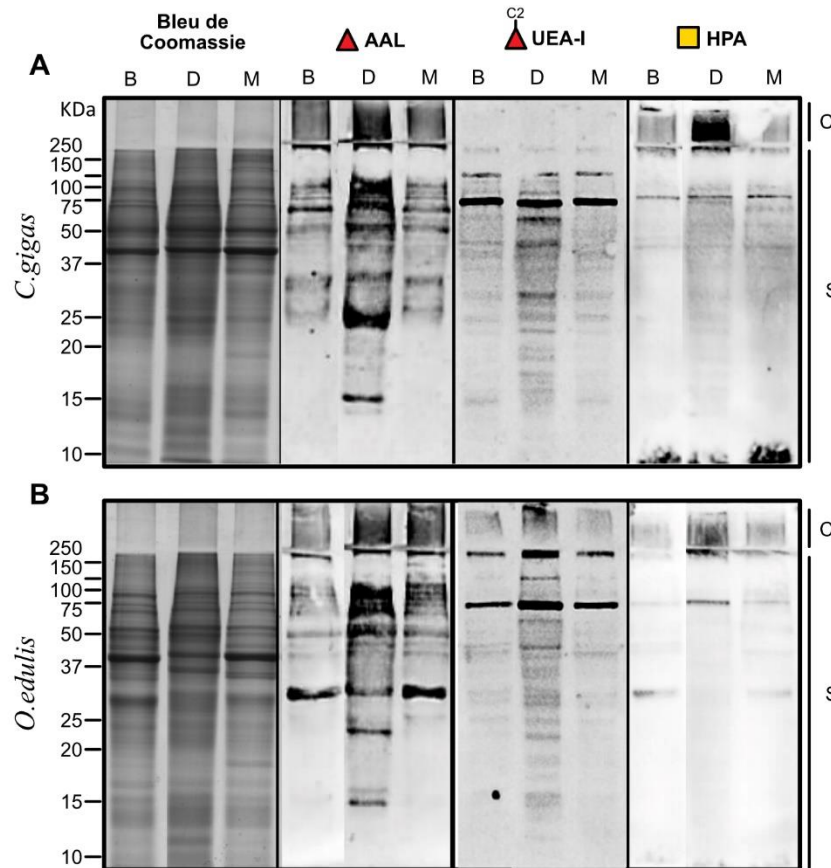 Bleu de
Coomassie
AAL
C2
UEA-I
HPA
A
B D M B D M B D M B D M
KDa
250
150
100
75
50
37
25
20
15
10
C.gigas
C
S
B
250
150
100
75
50
37
25
20
15
10
O.edulis
C
S